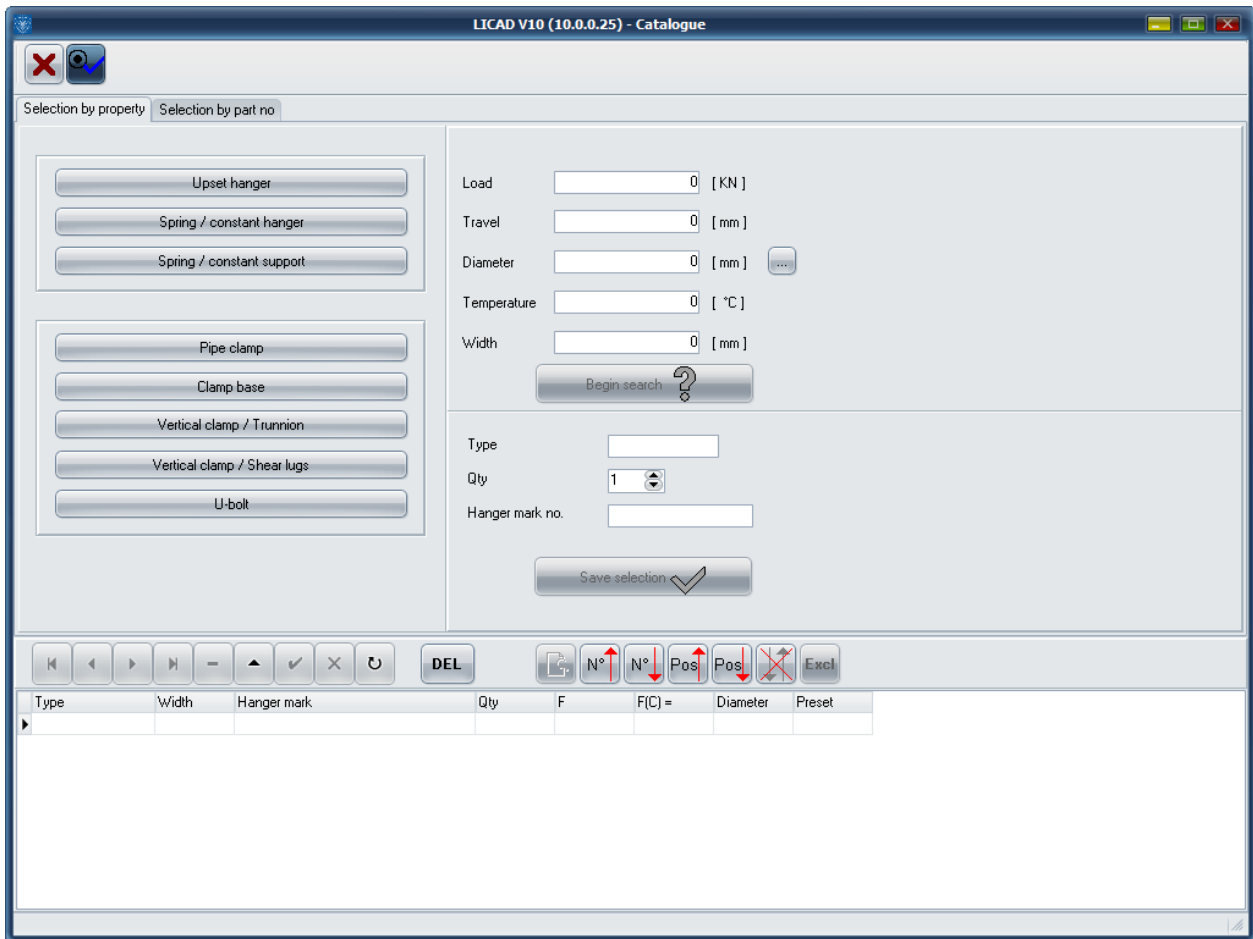 LICAD V10 (10.0.0.25) - Catalogue
Selection by property
Selection by part no
Upset hanger
Spring / constant hanger
Spring / constant support
Pipe clamp
Clamp base
Vertical clamp / Trunnion
Vertical clamp / Shear lugs
U-bolt
Load 0 [ KN ]
Travel 0 [ mm ]
Diameter 0 [ mm ] ...
Temperature 0 [ °C ]
Width 0 [ mm ]
Begin search ?
Type
Qty 1
Hanger mark no.
Save selection
DEL N° N° Pos Pos Excl
Type Width Hanger mark Qty F F(C) = Diameter Preset